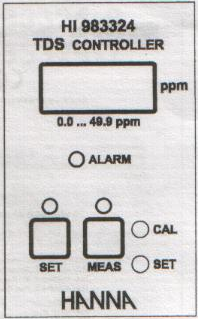 HI 983324
TDS CONTROLLER
ppm
0.0 ... 49.9 ppm
ALARM
CAL
SET MEAS SET
HANNA